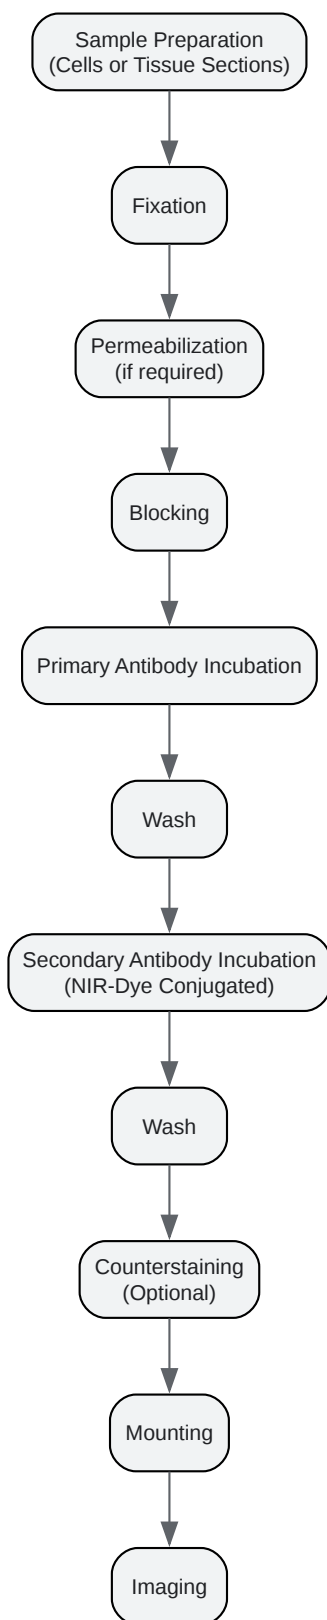 Sample Preparation
(Cells or Tissue Sections)
Fixation
Permeabilization
(if required)
Blocking
Primary Antibody Incubation
Wash
Secondary Antibody Incubation
(NIR-Dye Conjugated)
Wash
Counterstaining
(Optional)
Mounting
Imaging